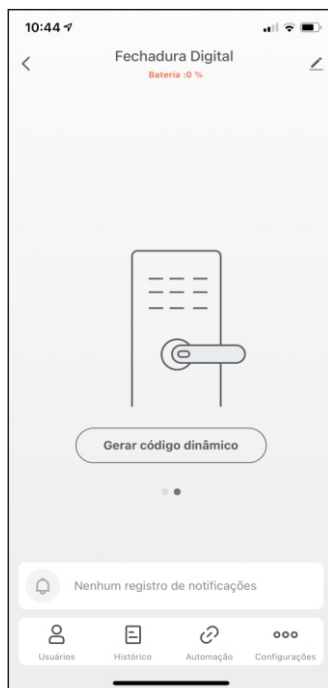 10:44
Fechadura Digital
Bateria :0 %
Gerar código dinâmico
Nenhum registro de notificações
Usuários Histórico Automação Configurações